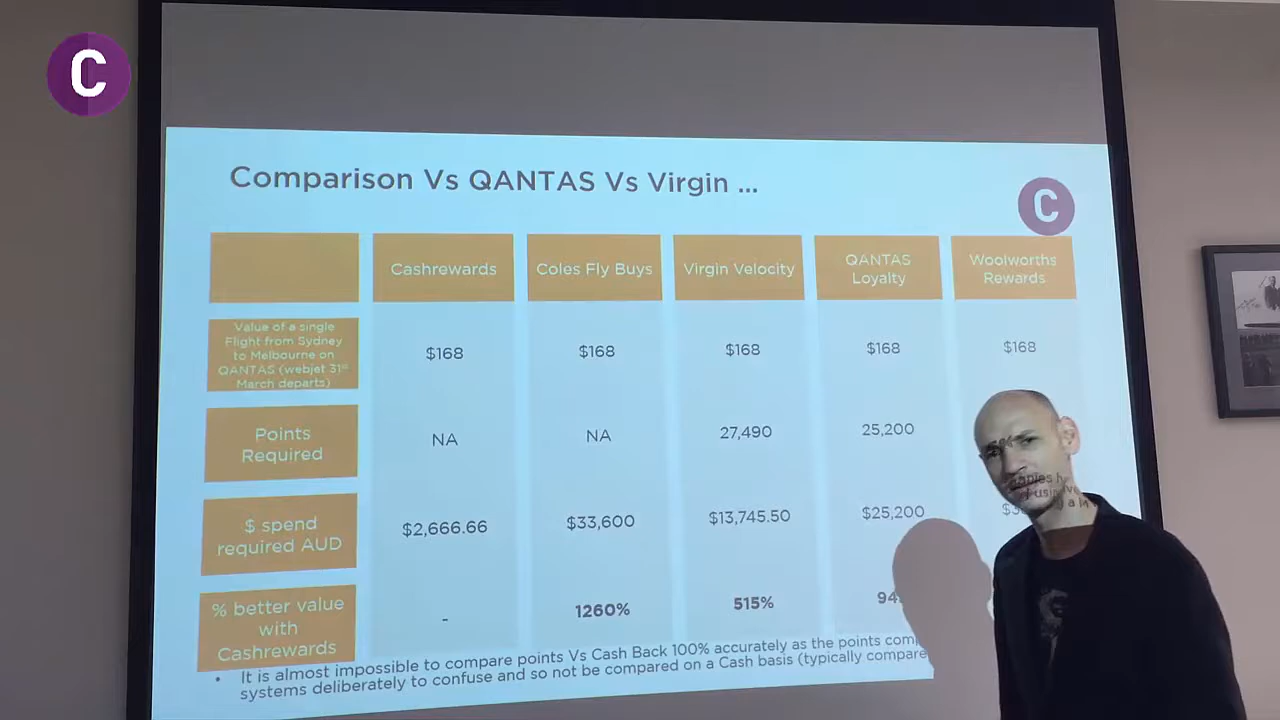 C
Comparison Vs QANTAS Vs Virgin ...
C
Cashrewards
Coles Fly Buys
Virgin Velocity
QANTAS
Loyalty
Woolworths
Rewards
Value of a single
Flight from Sydney
to Melbourne on
QANTAS (webjet 31st
March departs)
$168
$168
$168
$168
$168
Points
Required
NA
NA
27,490
25,200
$ spend
required AUD
$2,666.66
$33,600
$13,745.50
$25,200
% better value
with
Cashrewards
-
1260%
515%
• It is almost impossible to compare points Vs Cash Back 100% accurately as the points
systems deliberately to confuse and so not be compared on a Cash basis (typically